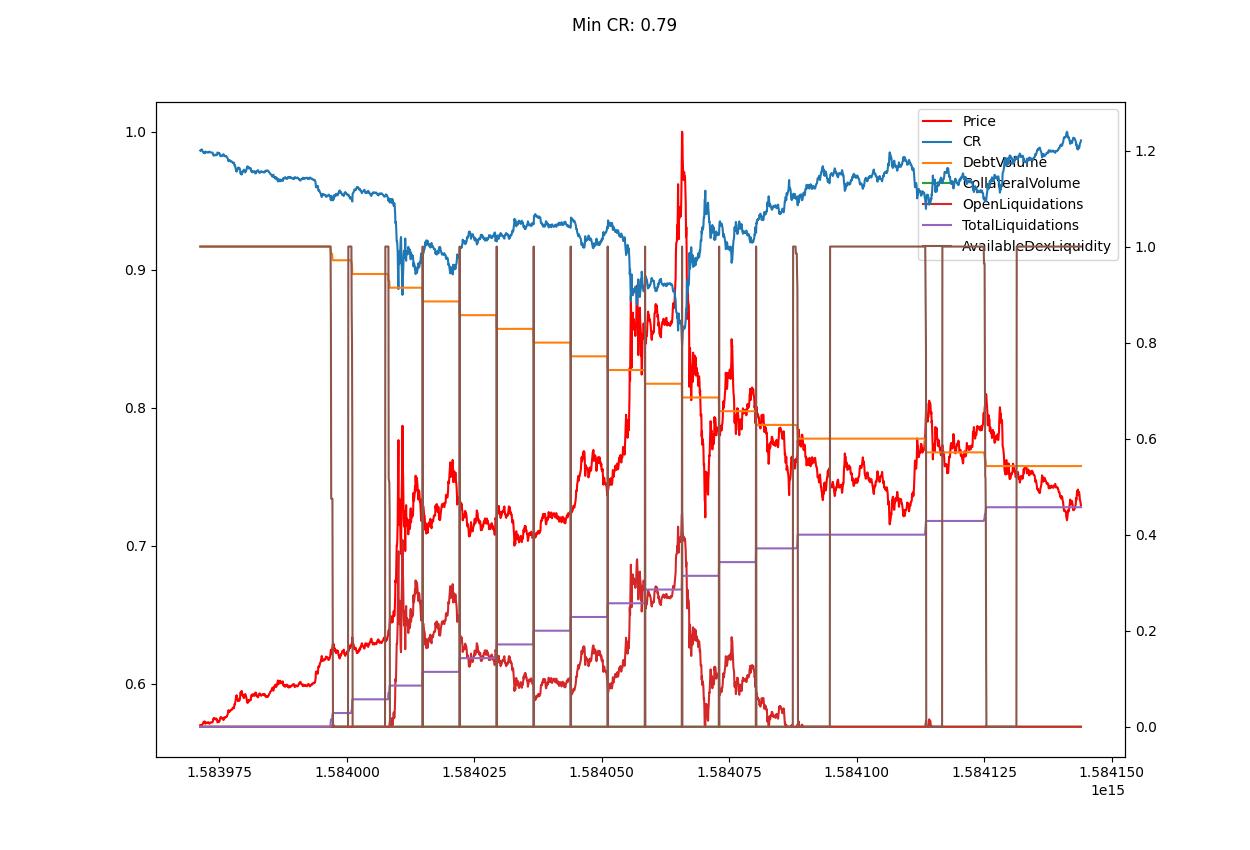 Min CR: 0.79
Price
CR
DebtVolume
CollateralVolume
OpenLiquidations
TotalLiquidations
AvailableDexLiquidity
1.0
0.9
0.8
0.7
0.6
1.2
1.0
0.8
0.6
0.4
0.2
0.0
1.583975 1.584000 1.584025 1.584050 1.584075 1.584100 1.584125 1.584150
1e15